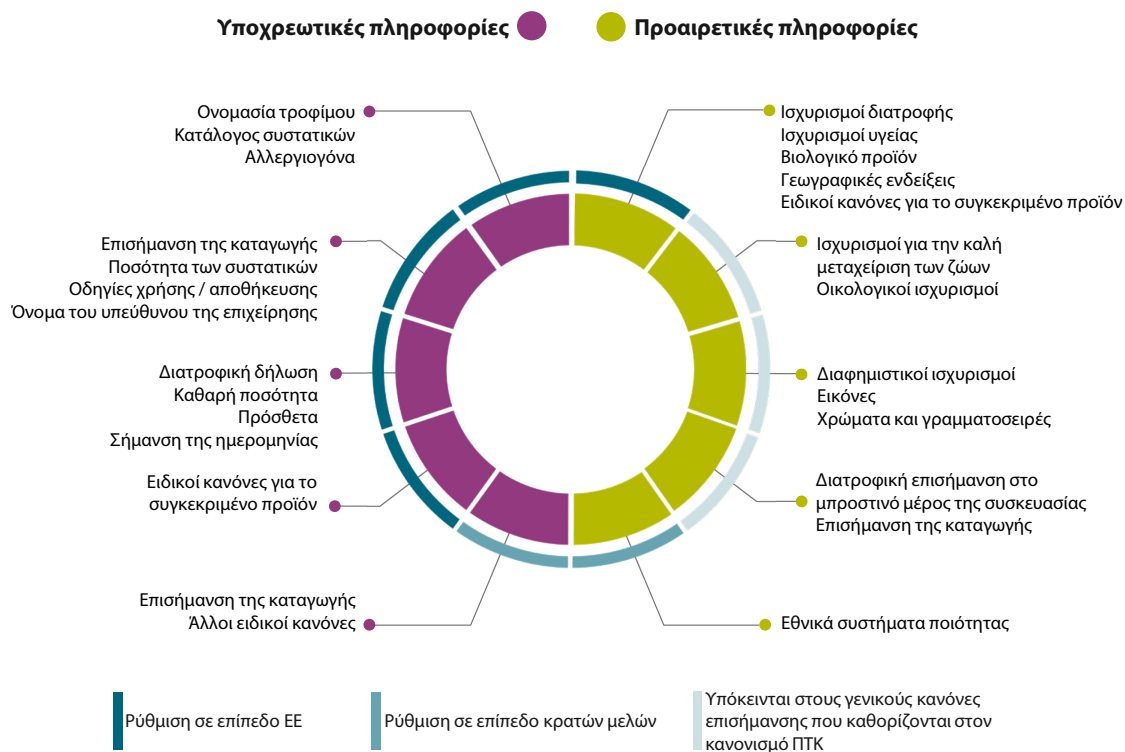 Υποχρεωτικές πληροφορίες
Προαιρετικές πληροφορίες
Ονομασία τροφίμου
Κατάλογος συστατικών
Αλλεργιογόνα
Επισήμανση της καταγωγής
Ποσότητα των συστατικών
Οδηγίες χρήσης / αποθήκευσης
Όνομα του υπεύθυνου της επιχείρησης
Διατροφική δήλωση
Καθαρή ποσότητα
Πρόσθετα
Σήμανση της ημερομηνίας
Ειδικοί κανόνες για το
συγκεκριμένο προϊόν
Επισήμανση της καταγωγής
Άλλοι ειδικοί κανόνες
Ισχυρισμοί διατροφής
Ισχυρισμοί υγείας
Βιολογικό προϊόν
Γεωγραφικές ενδείξεις
Ειδικοί κανόνες για το συγκεκριμένο προϊόν
Ισχυρισμοί για την καλή
μεταχείριση των ζώων
Οικολογικοί ισχυρισμοί
Διαφημιστικοί ισχυρισμοί
Εικόνες
Χρώματα και γραμματοσειρές
Διατροφική επισήμανση στο
μπροστινό μέρος της συσκευασίας
Επισήμανση της καταγωγής
Εθνικά συστήματα ποιότητας
Ρύθμιση σε επίπεδο ΕΕ
Ρύθμιση σε επίπεδο κρατών μελών
Υπόκεινται στους γενικούς κανόνες
επισήμανσης που καθορίζονται στον
κανονισμό ΠΤΚ